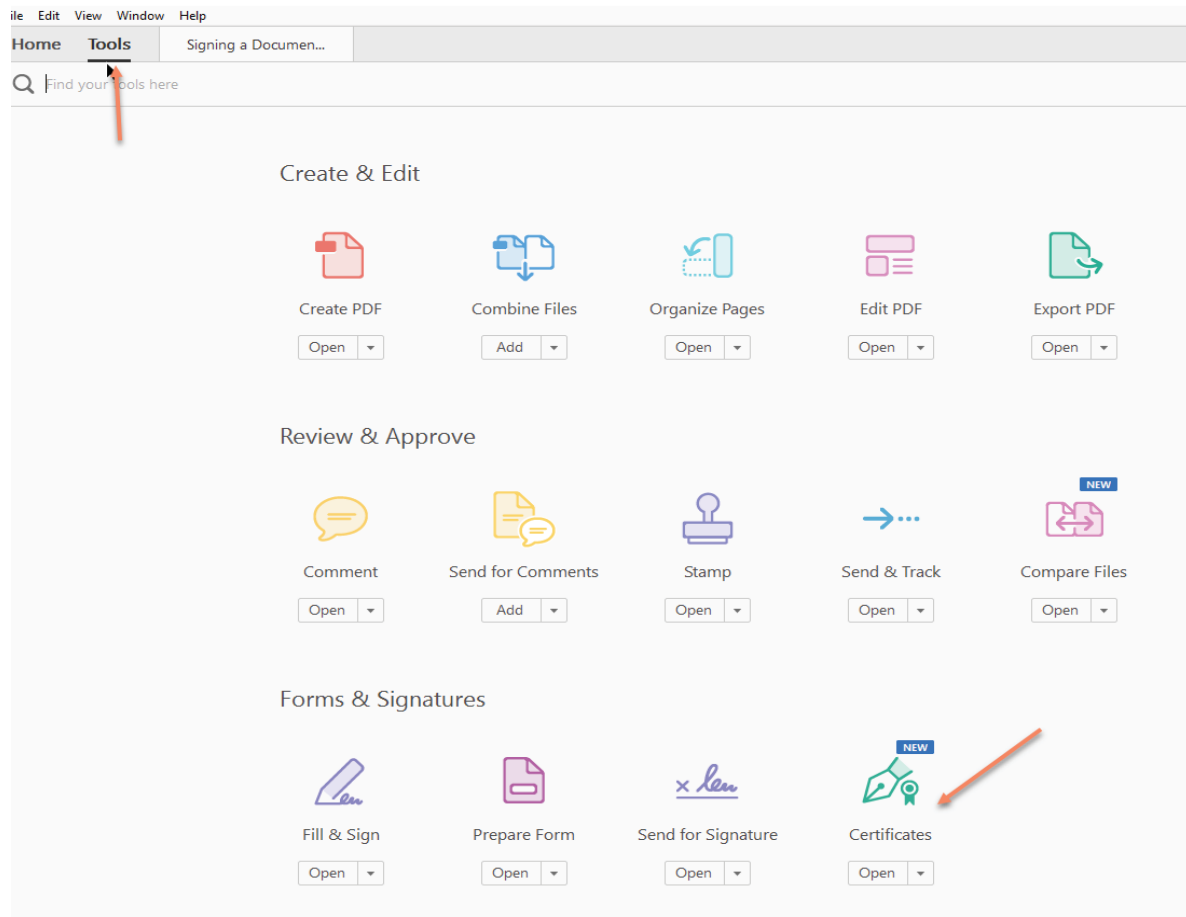 ile Edit View Window Help
Home Tools Signing a Documen...
Find your tools here
Create & Edit
Create PDF Combine Files Organize Pages Edit PDF Export PDF
Open Add Open Open Open
Review & Approve
NEW
Comment Send for Comments Stamp Send & Track Compare Files
Open Add Open Open Open
Forms & Signatures
NEW
Fill & Sign Prepare Form Send for Signature Certificates
Open Open Open Open